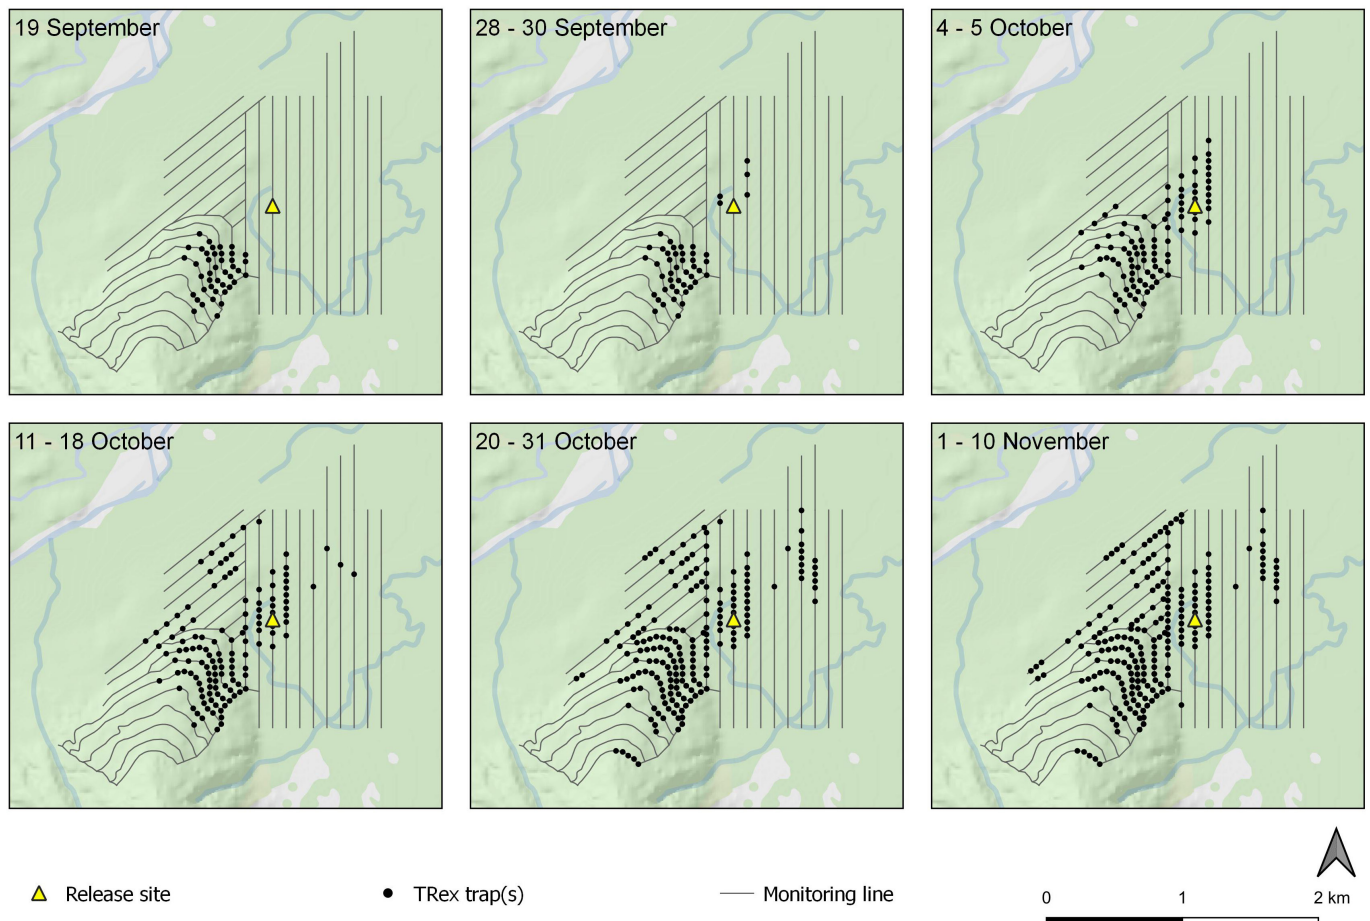 19 September
28 - 30 September
4 - 5 October
11 - 18 October
20 - 31 October
1 - 10 November
Release site
TRex trap(s)
Monitoring line
0 1 2 km